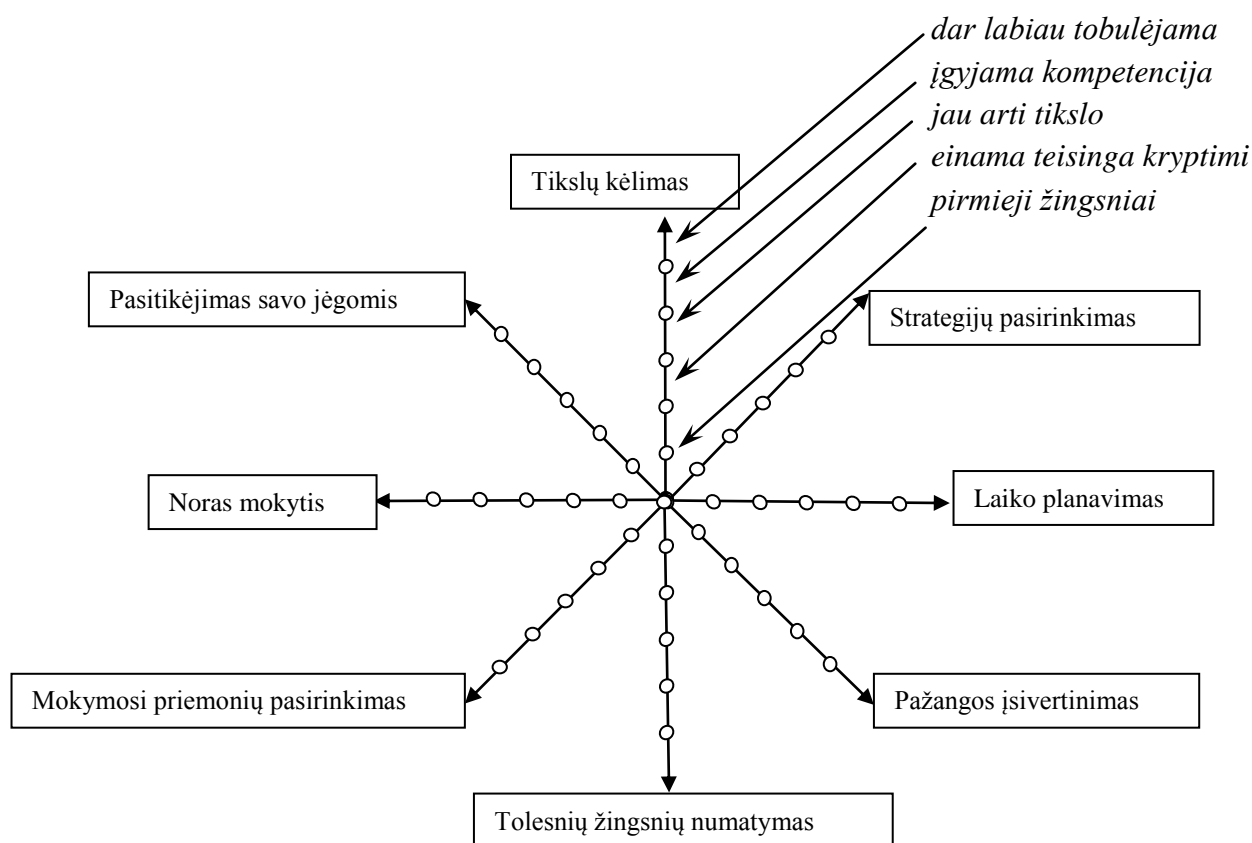 dar labiau tobulėjama
įgyjama kompetencija
jau arti tikslo
einama teisinga kryptimi
pirmieji žingsniai
Tikslų kėlimas
Pasitikėjimas savo jėgomis
Strategijų pasirinkimas
Noras mokytis
Laiko planavimas
Mokymosi priemonių pasirinkimas
Pažangos įsivertinimas
Tolesnių žingsnių numatymas